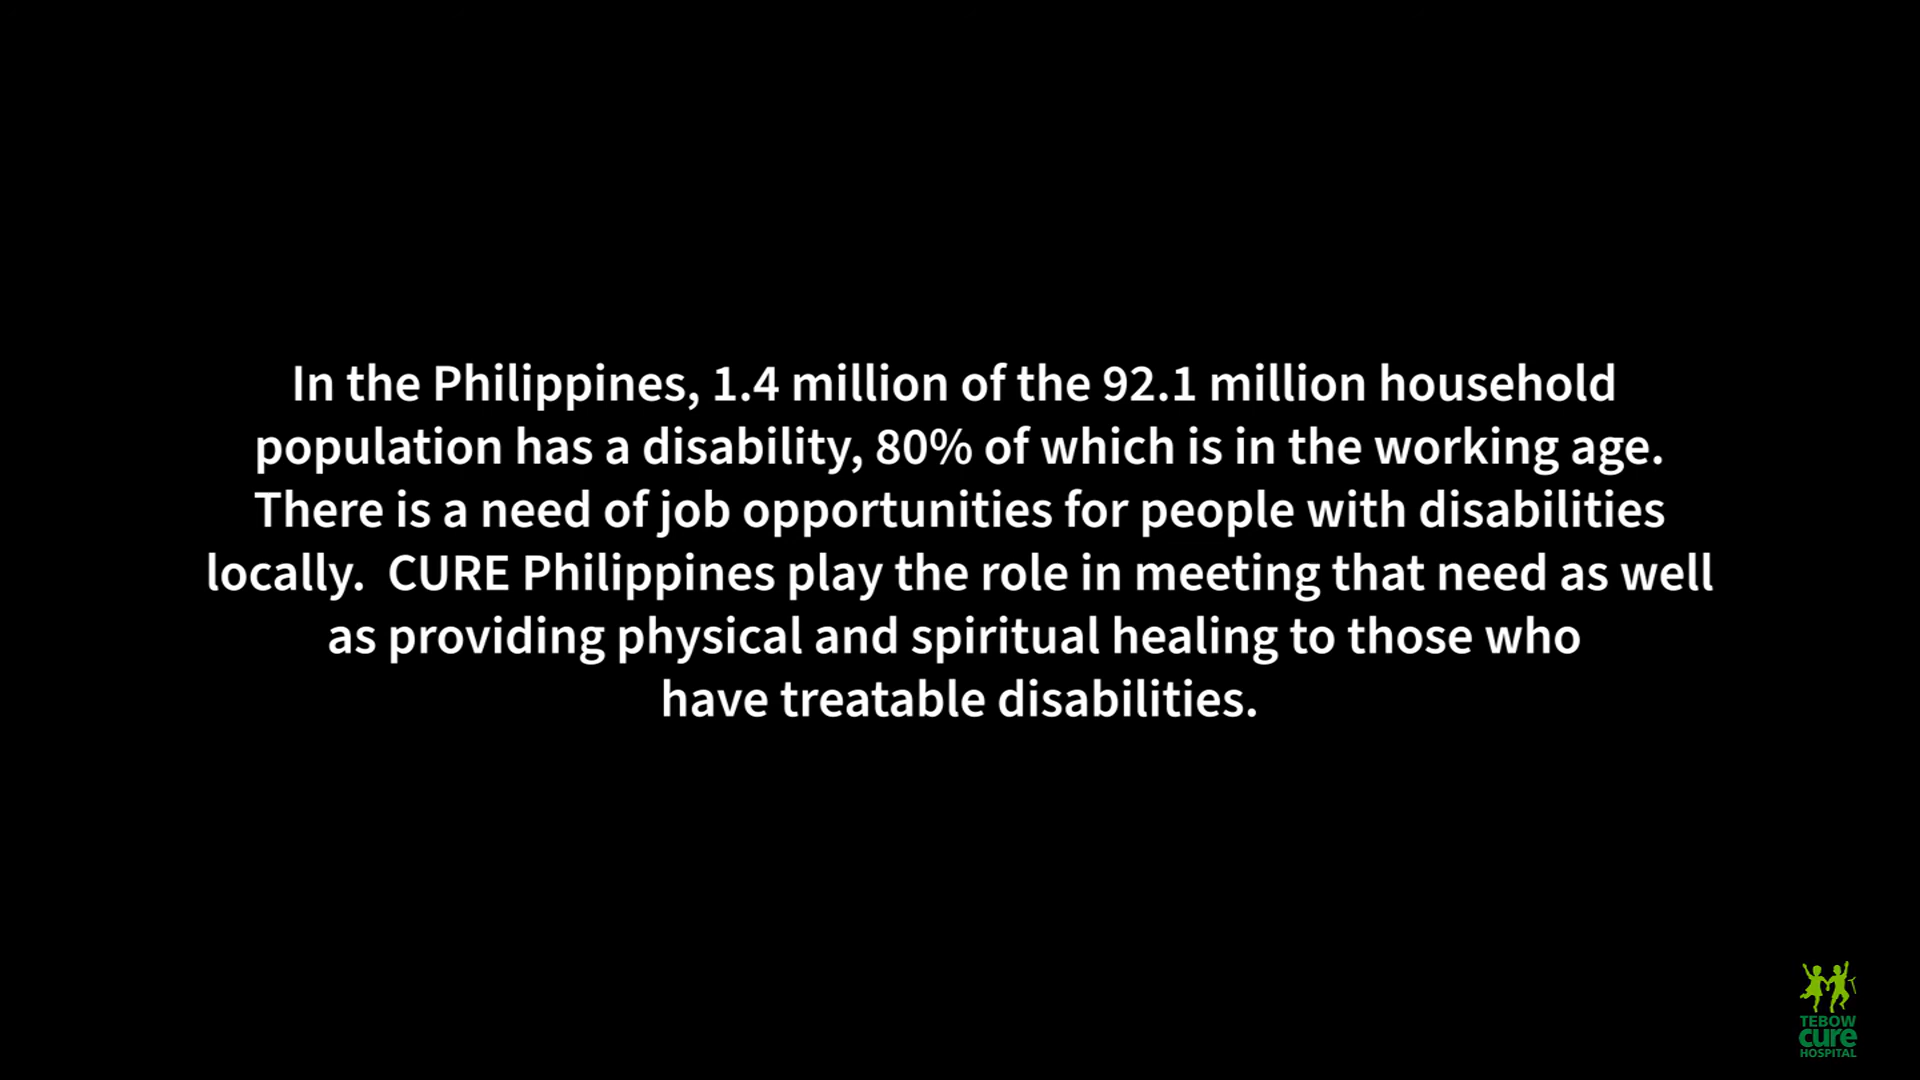 In the Philippines, 1.4 million of the 92.1 million household
population has a disability, 80% of which is in the working age.
There is a need of job opportunities for people with disabilities
locally.  CURE Philippines play the role in meeting that need as well
as providing physical and spiritual healing to those who
have treatable disabilities.
TEBOW
cure
HOSPITAL